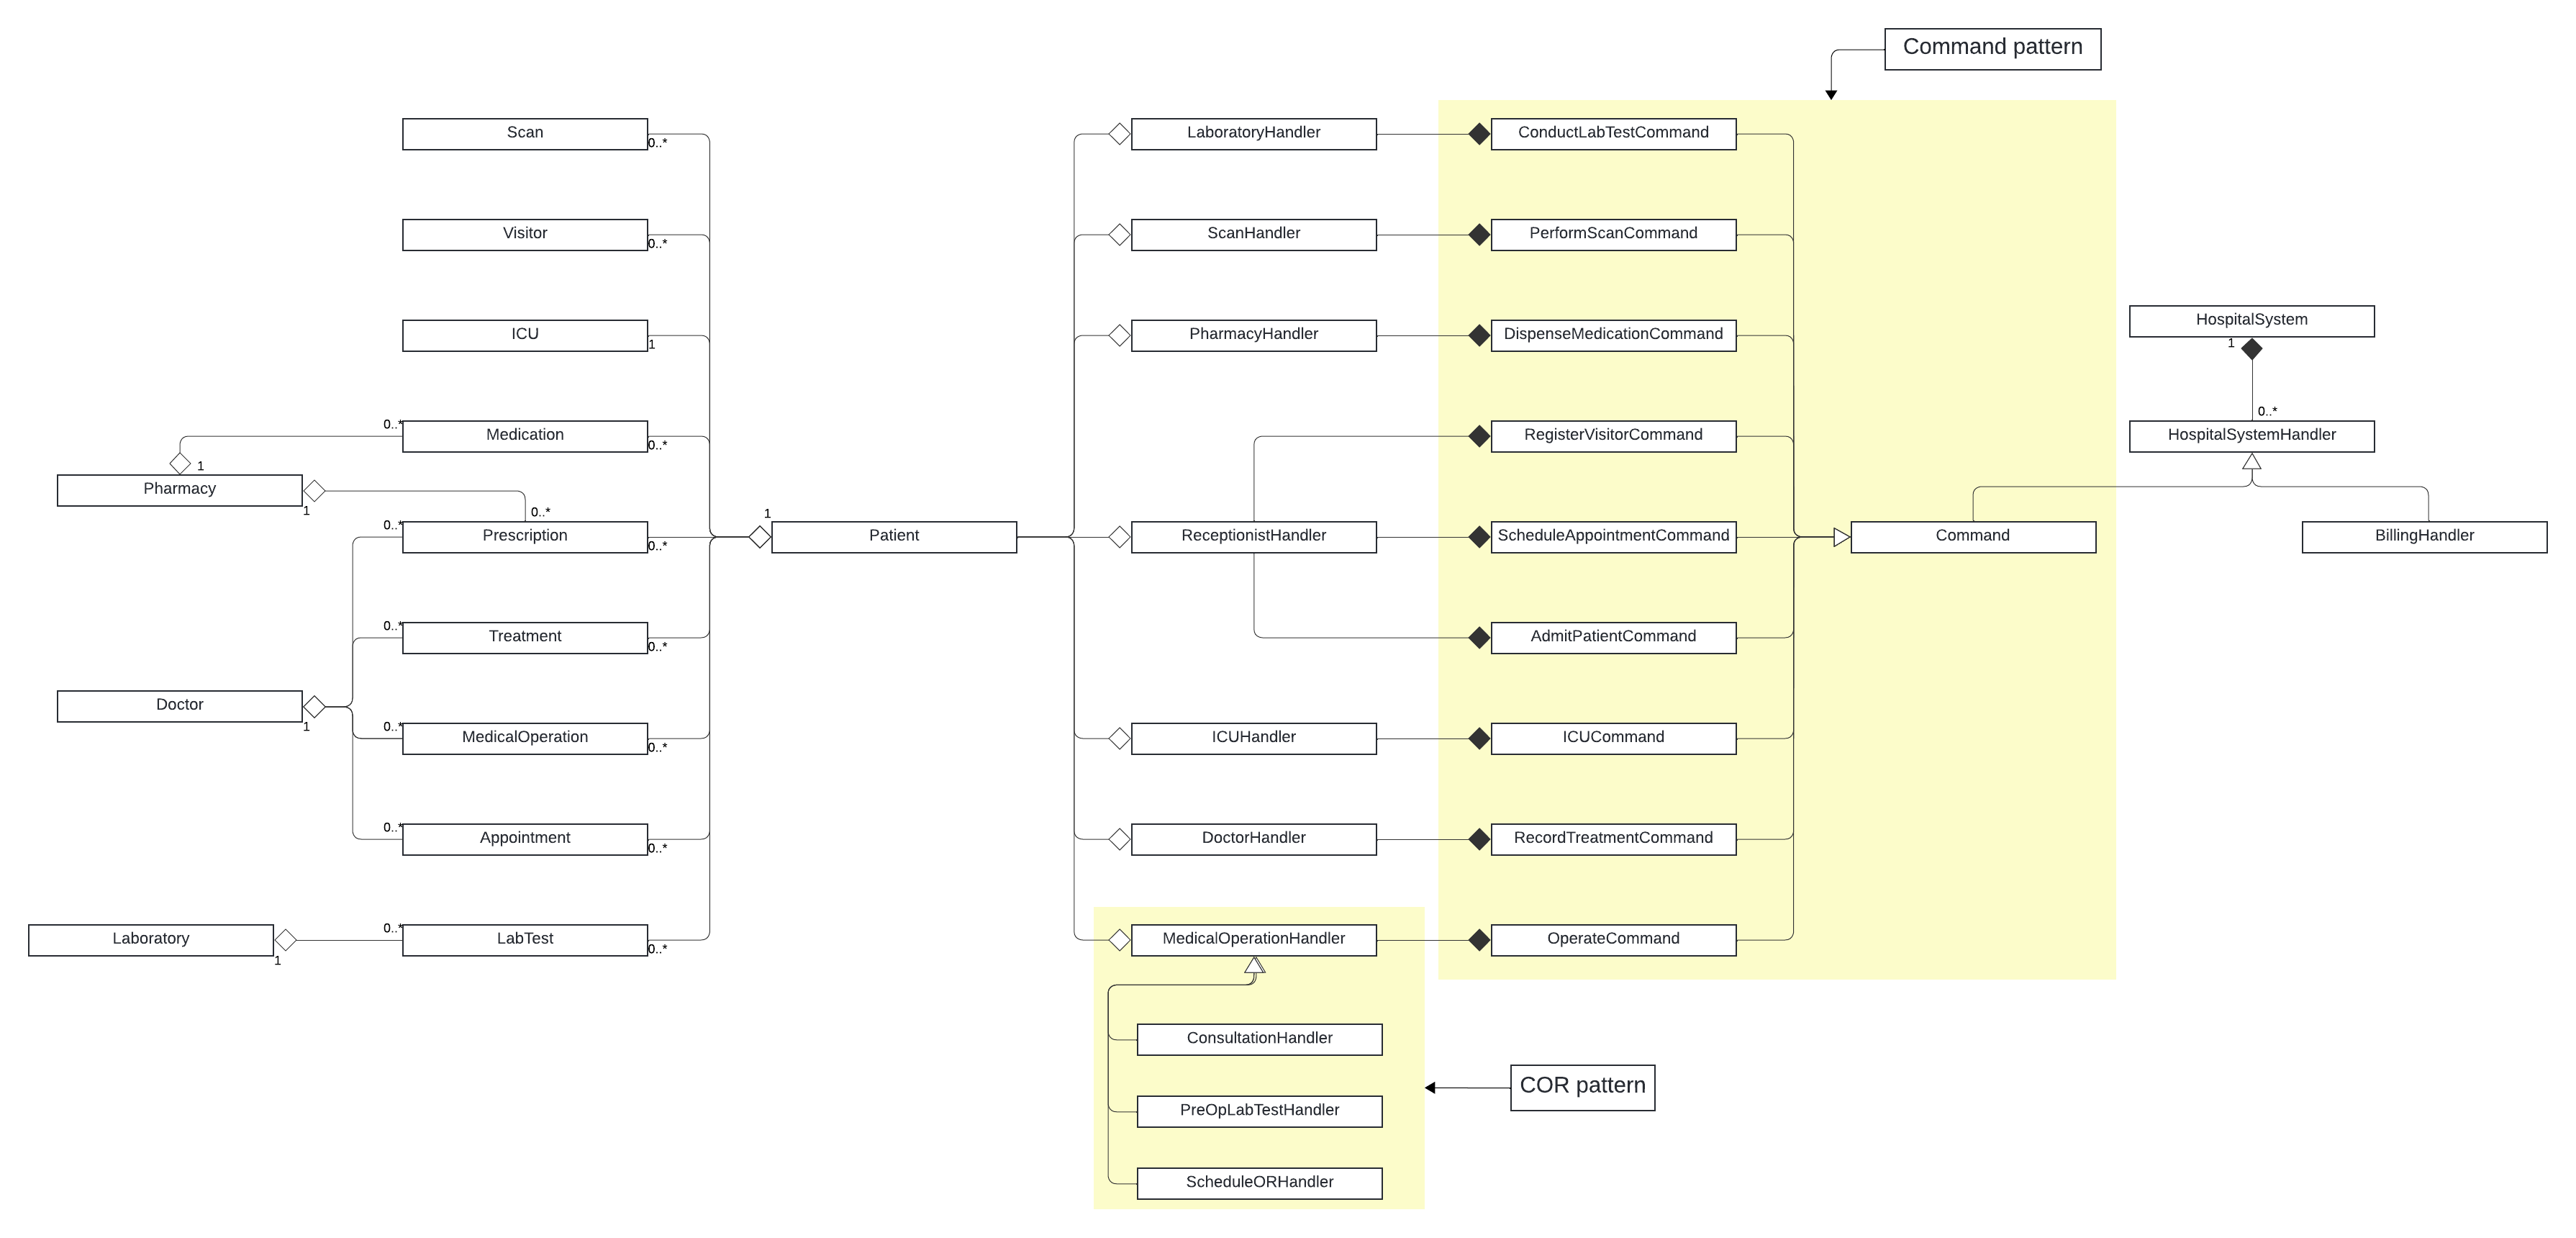 Command pattern
Scan
0..*
LaboratoryHandler
ConductLabTestCommand
Visitor
0..*
ScanHandler
PerformScanCommand
ICU
1
PharmacyHandler
DispenseMedicationCommand
HospitalSystem
1
0..*
HospitalSystemHandler
0..*
Medication
0..*
RegisterVisitorCommand
1
Pharmacy
1
0..*
0..*
Prescription
0..*
1
Patient
ReceptionistHandler
ScheduleAppointmentCommand
Command
BillingHandler
0..*
Treatment
0..*
AdmitPatientCommand
Doctor
1
0..*
MedicalOperation
0..*
ICUHandler
ICUCommand
0..*
Appointment
0..*
DoctorHandler
RecordTreatmentCommand
Laboratory
1
0..*
LabTest
0..*
MedicalOperationHandler
OperateCommand
ConsultationHandler
COR pattern
PreOpLabTestHandler
ScheduleORHandler